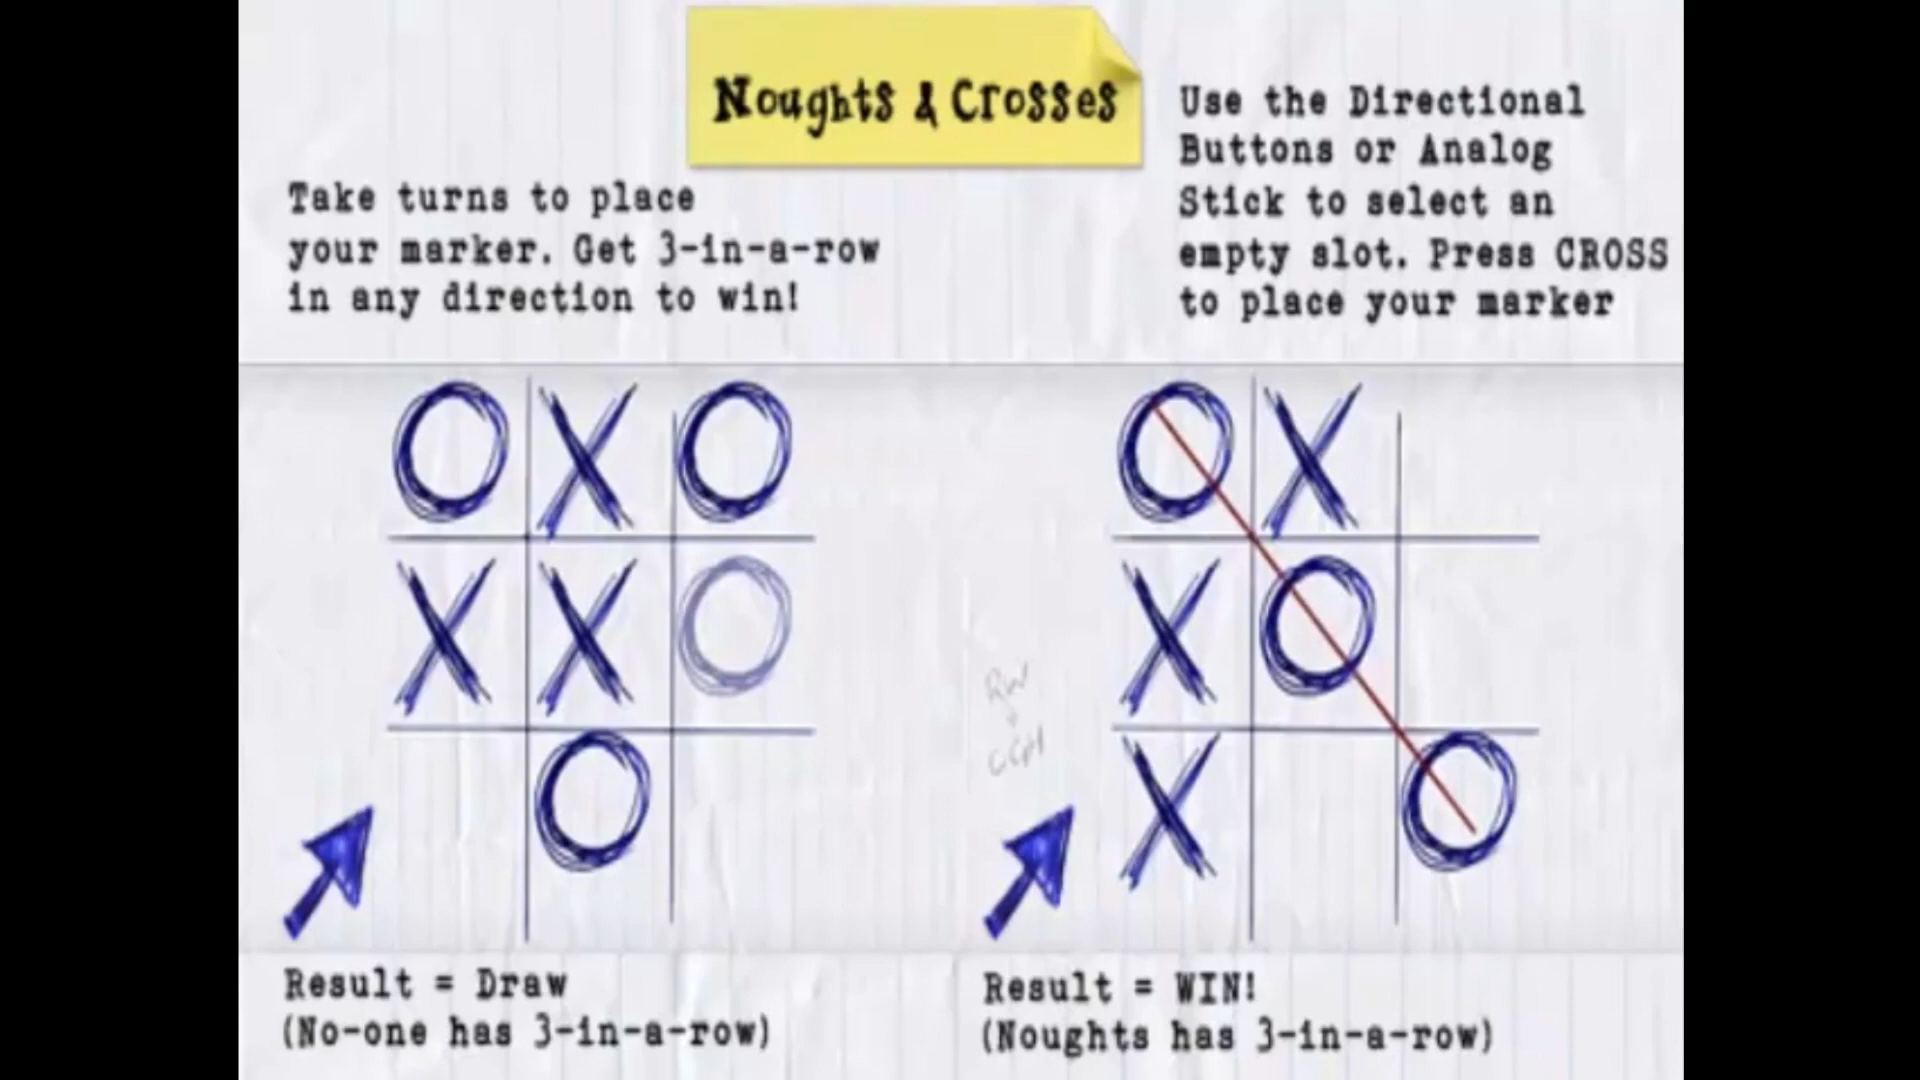 Noughts & Crosses
Take turns to place
your marker. Get 3-in-a-row
in any direction to win!
Use the Directional
Buttons or Analog
Stick to select an
empty slot. Press CROSS
to place your marker
O X O
X X O
O
O X
X O
X O
RW
Result = Draw
(No-one has 3-in-a-row)
Result = WIN!
(Noughts has 3-in-a-row)